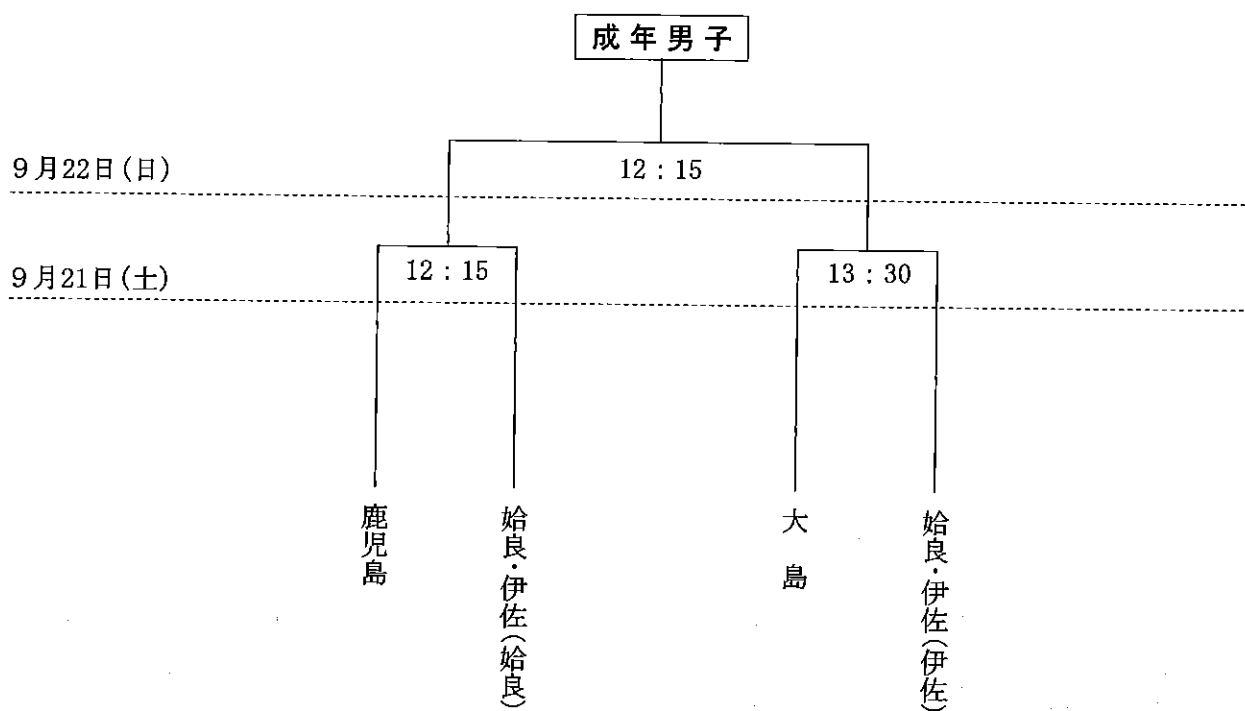 成年男子
9月22日(日)
12:15
9月21日(土)
12:15
13:30
鹿児島
姶良・伊佐(姶良)
大島
姶良・伊佐(伊佐)